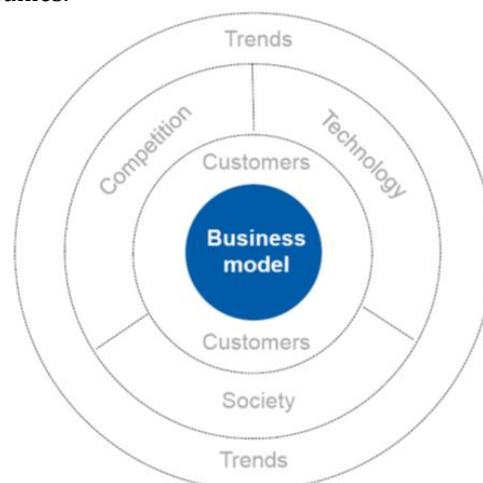 Trends
Competition
Technology
Customers
Business
model
Customers
Society
Trends